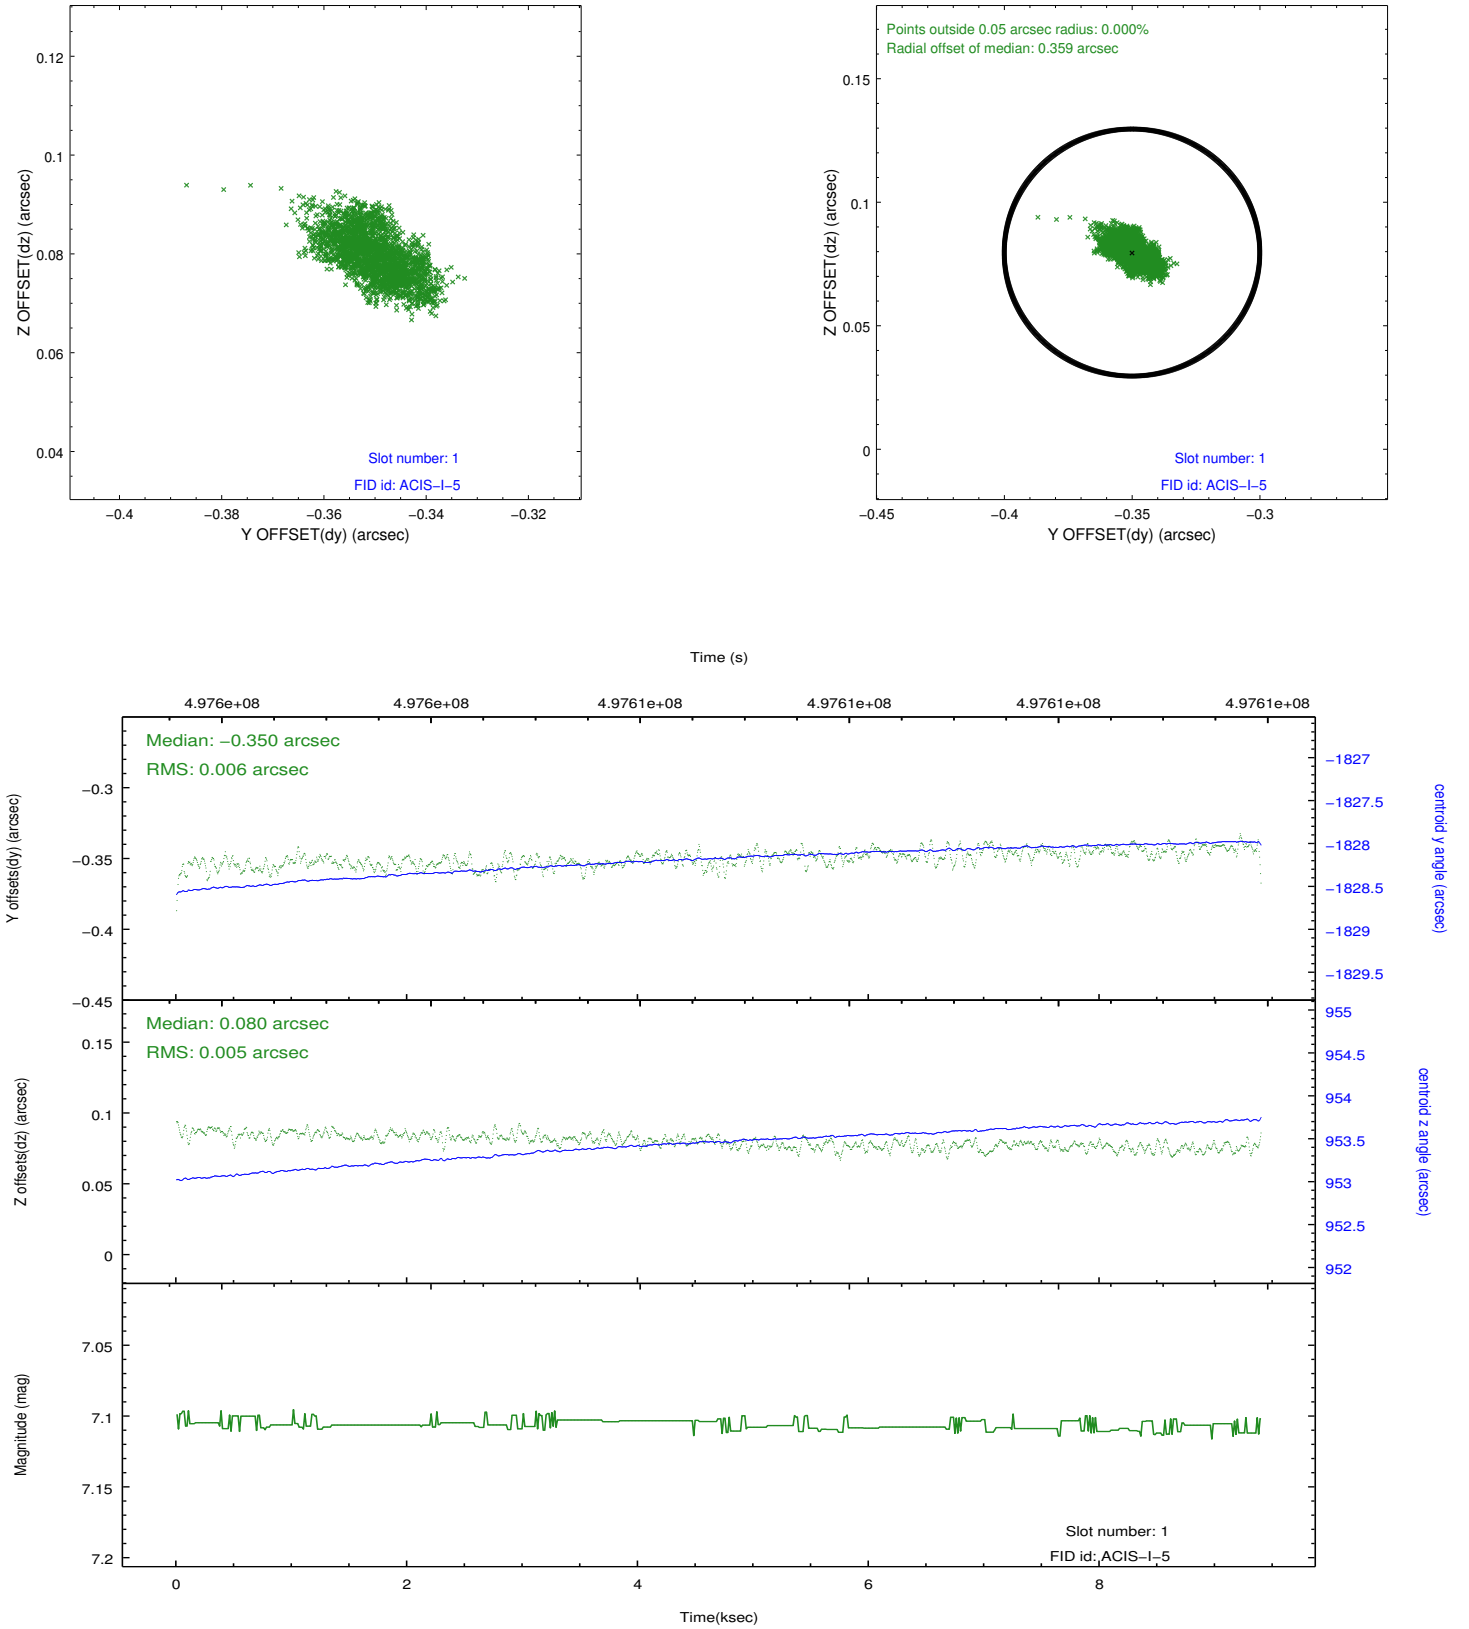 0.12
0.1
0.08
0.06
0.04
Z OFFSET(dz) (arcsec)
Slot number: 1
FID id: ACIS−I−5
−0.4 −0.38 −0.36 −0.34 −0.32
Y OFFSET(dy) (arcsec)
Points outside 0.05 arcsec radius: 0.000%
Radial offset of median: 0.359 arcsec
0.15
0.1
0.05
0
Z OFFSET(dz) (arcsec)
Slot number: 1
FID id: ACIS−I−5
−0.45 −0.4 −0.35 −0.3
Y OFFSET(dy) (arcsec)
Time (s)
4.976e+08 4.976e+08 4.9761e+08 4.9761e+08 4.9761e+08 4.9761e+08
Median: −0.350 arcsec
RMS: 0.006 arcsec
−0.3
−0.35
−0.4
−0.45
Y offsets(dy) (arcsec)
−1827
−1827.5
−1828
−1828.5
−1829
−1829.5
centroid y angle (arcsec)
Median: 0.080 arcsec
RMS: 0.005 arcsec
0.15
0.1
0.05
0
Z offsets(dz) (arcsec)
955
954.5
954
953.5
953
952.5
952
centroid z angle (arcsec)
7.05
7.1
7.15
7.2
Magnitude (mag)
Slot number: 1
FID id: ACIS−I−5
0 2 4 6 8
Time(ksec)